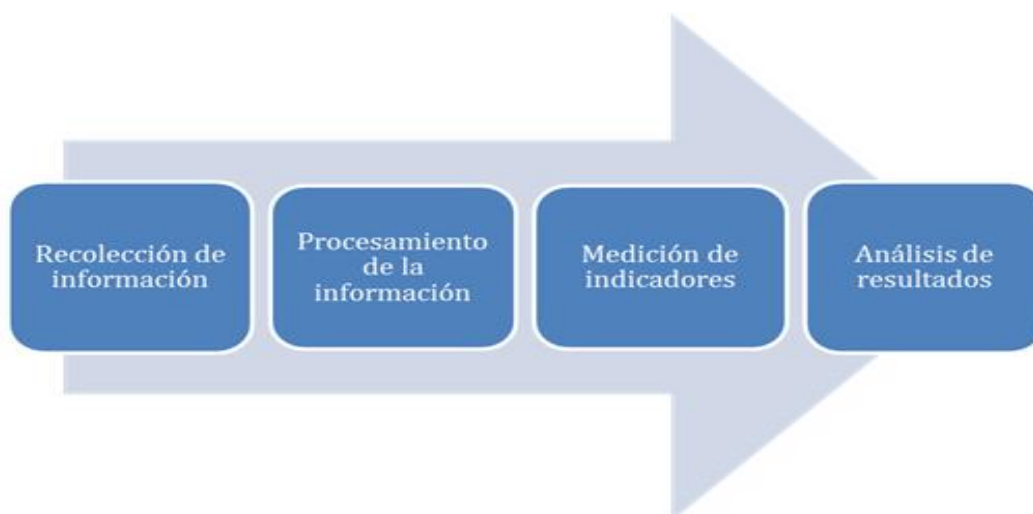 Recolección de
información
Procesamiento
de la
información
Medición de
indicadores
Análisis de
resultados